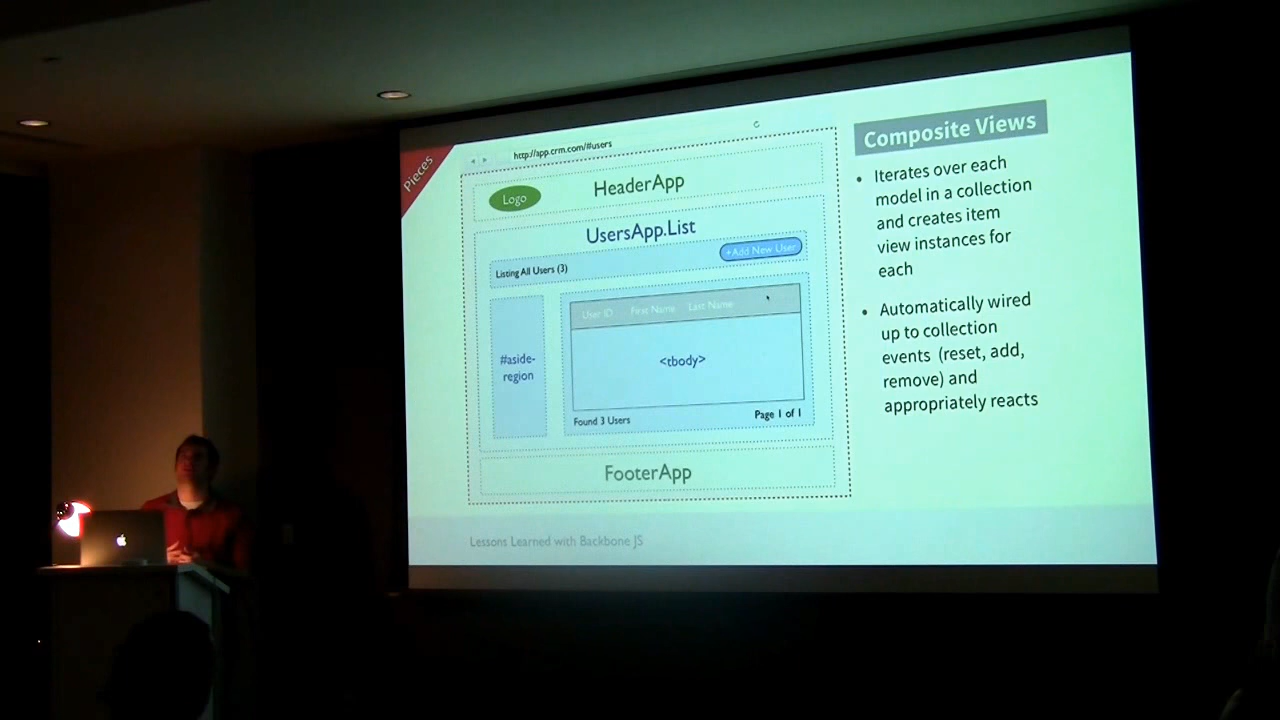 Pieces
http://app.crm.com/#users
Logo
HeaderApp
UsersApp.List
Listing All Users (3)
+Add New User
#aside-
region
User ID First Name Last Name
<tbody>
Found 3 Users
Page 1 of 1
FooterApp
Composite Views
• Iterates over each
model in a collection
and creates item
view instances for
each
• Automatically wired
up to collection
events (reset, add,
remove) and
appropriately reacts
Lessons Learned with Backbone JS